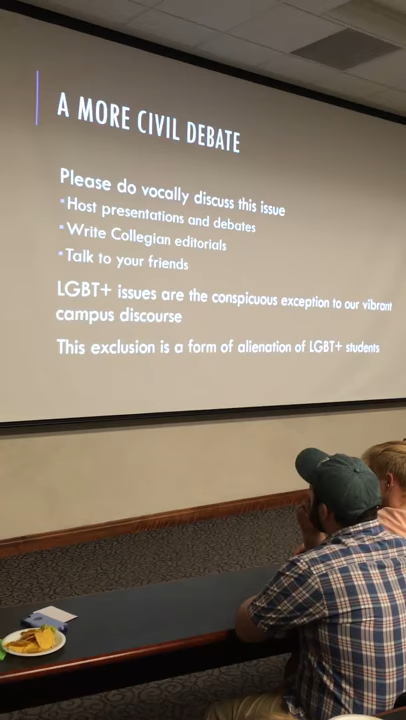 A MORE CIVIL DEBATE
Please do vocally discuss this issue
▪Host presentations and debates
▪Write Collegian editorials
▪Talk to your friends
LGBT+ issues are the conspicuous exception to our vibrant
campus discourse
This exclusion is a form of alienation of LGBT+ students